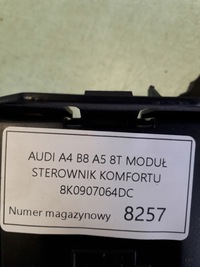 AUDI A4 B8 A5 8T MODUŁ
STEROWNIK KOMFORTU
8K0907064DC
Numer magazynowy 8257